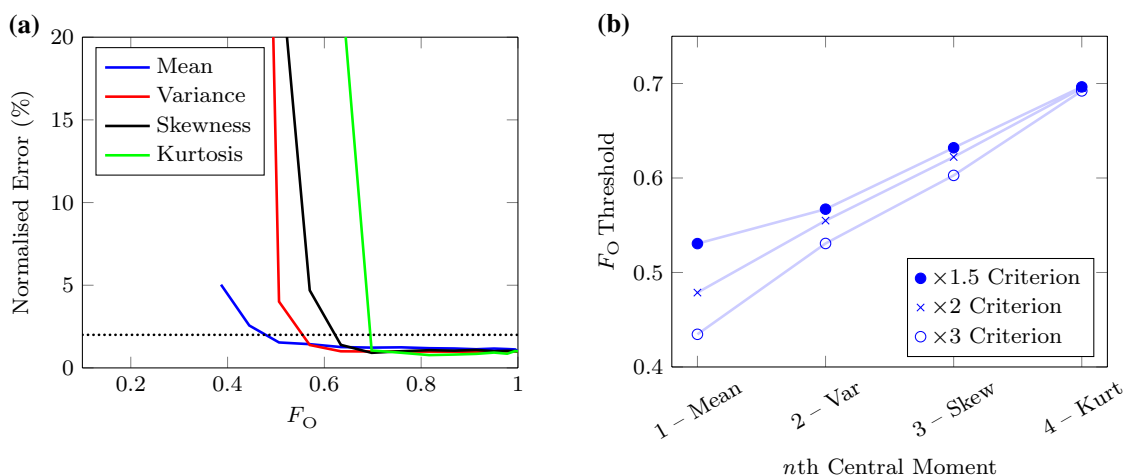 (a)
20
15
10
5
0
Normalised Error (%)
Mean
Variance
Skewness
Kurtosis
0.2
0.4
0.6
0.8
1
F_O
(b)
0.7
0.6
0.5
0.4
F_O Threshold
×1.5 Criterion
×2 Criterion
×3 Criterion
1 – Mean
2 – Var
3 – Skew
4 – Kurt
nth Central Moment